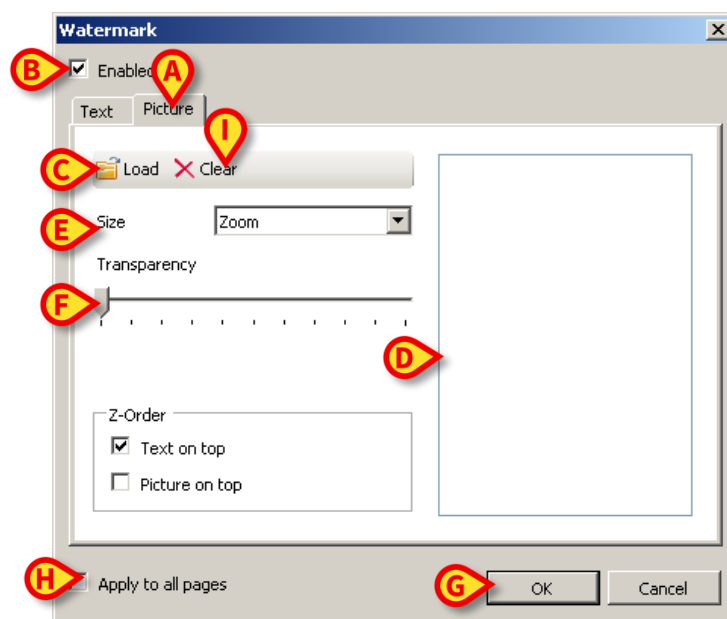 Watermark
B Enabled A
Text Picture
I
C Load Clear
E Size Zoom
Transparency
F
D
Z-Order
Text on top
Picture on top
H Apply to all pages G OK Cancel